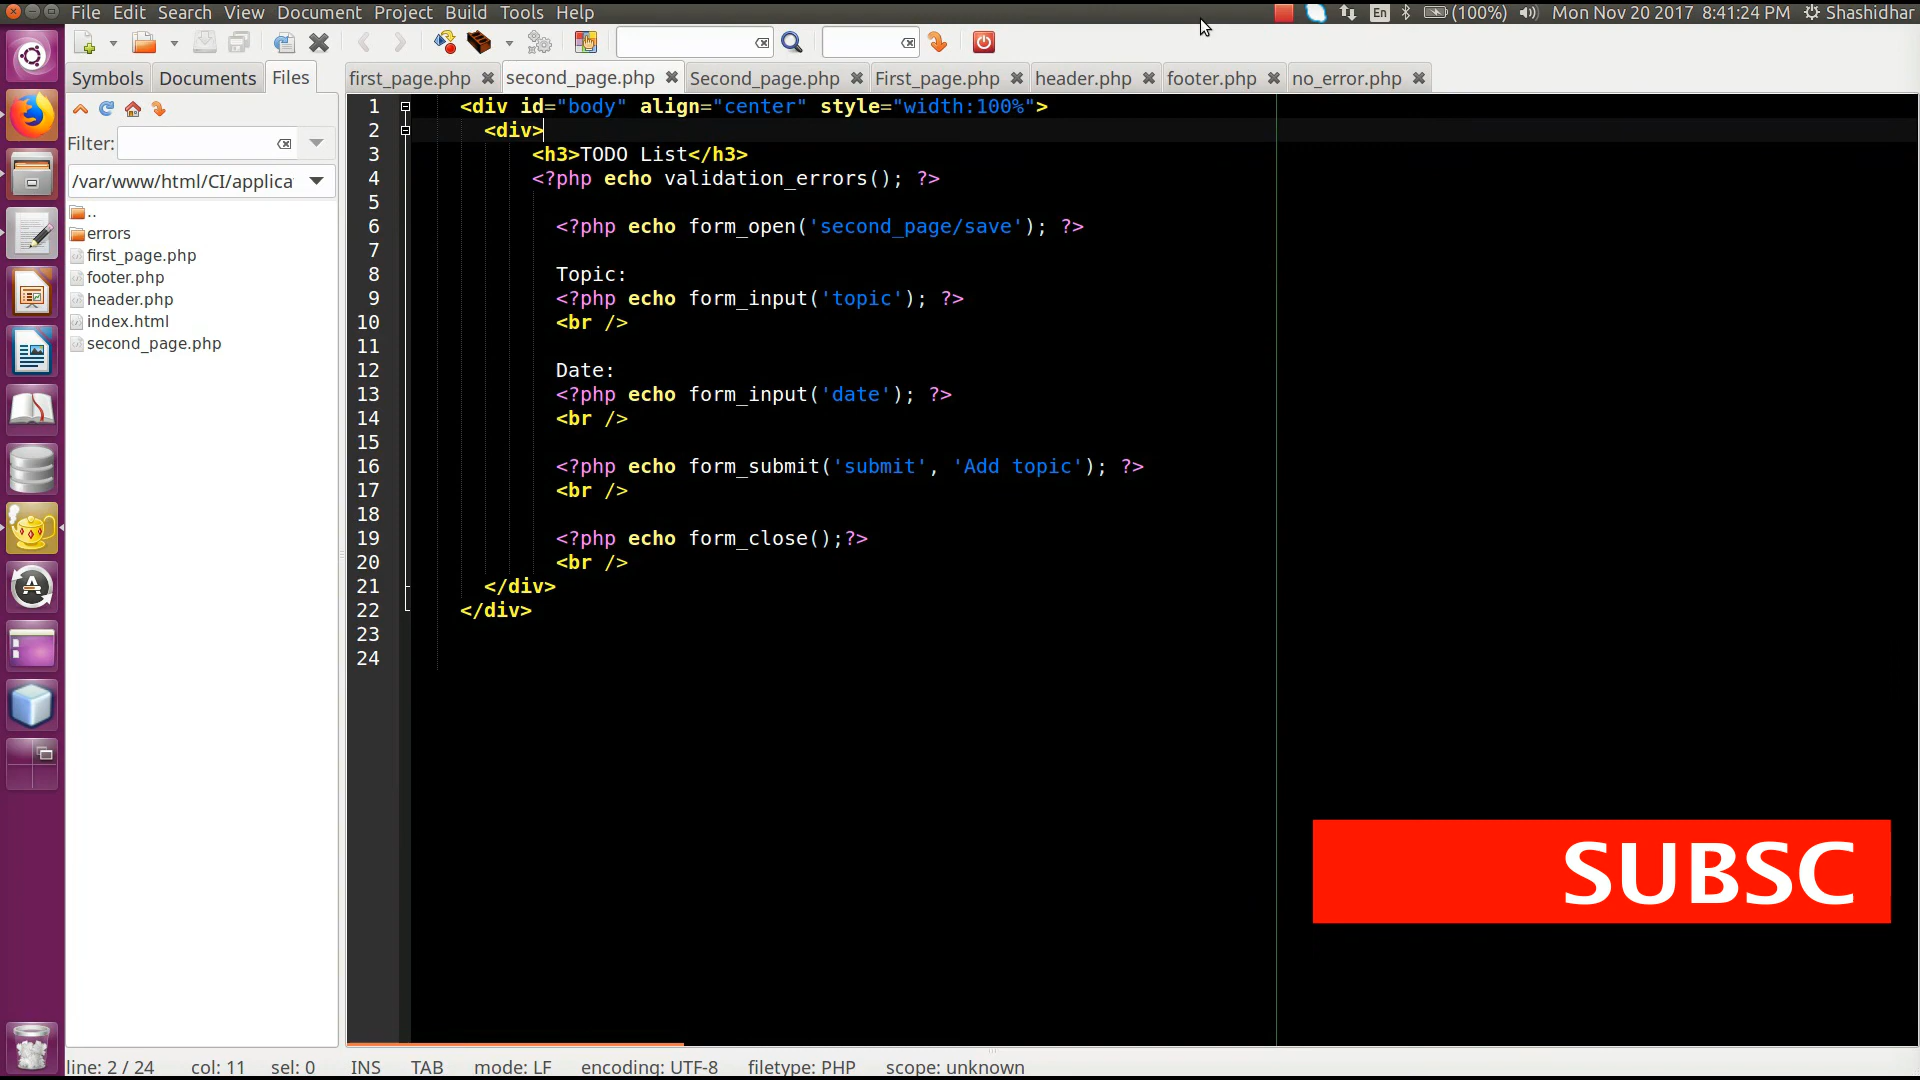 File Edit Search View Document Project Build Tools Help
En (100%) Mon Nov 20 2017 8:41:24 PM Shashidhar
Symbols Documents Files
first_page.php second_page.php Second_page.php First_page.php header.php footer.php no_error.php
Filter:
/var/www/html/CI/applica
..
errors
first_page.php
footer.php
header.php
index.html
second_page.php
1 <div id="body" align="center" style="width:100%">
2 <div>
3 <h3>TODO List</h3>
4 <?php echo validation_errors(); ?>
5
6 <?php echo form_open('second_page/save'); ?>
7
8 Topic:
9 <?php echo form_input('topic'); ?>
10 <br />
11
12 Date:
13 <?php echo form_input('date'); ?>
14 <br />
15
16 <?php echo form_submit('submit', 'Add topic'); ?>
17 <br />
18
19 <?php echo form_close();?>
20 <br />
21 </div>
22 </div>
23
24
SUBSC
line: 2 / 24 col: 11 sel: 0 INS TAB mode: LF encoding: UTF-8 filetype: PHP scope: unknown